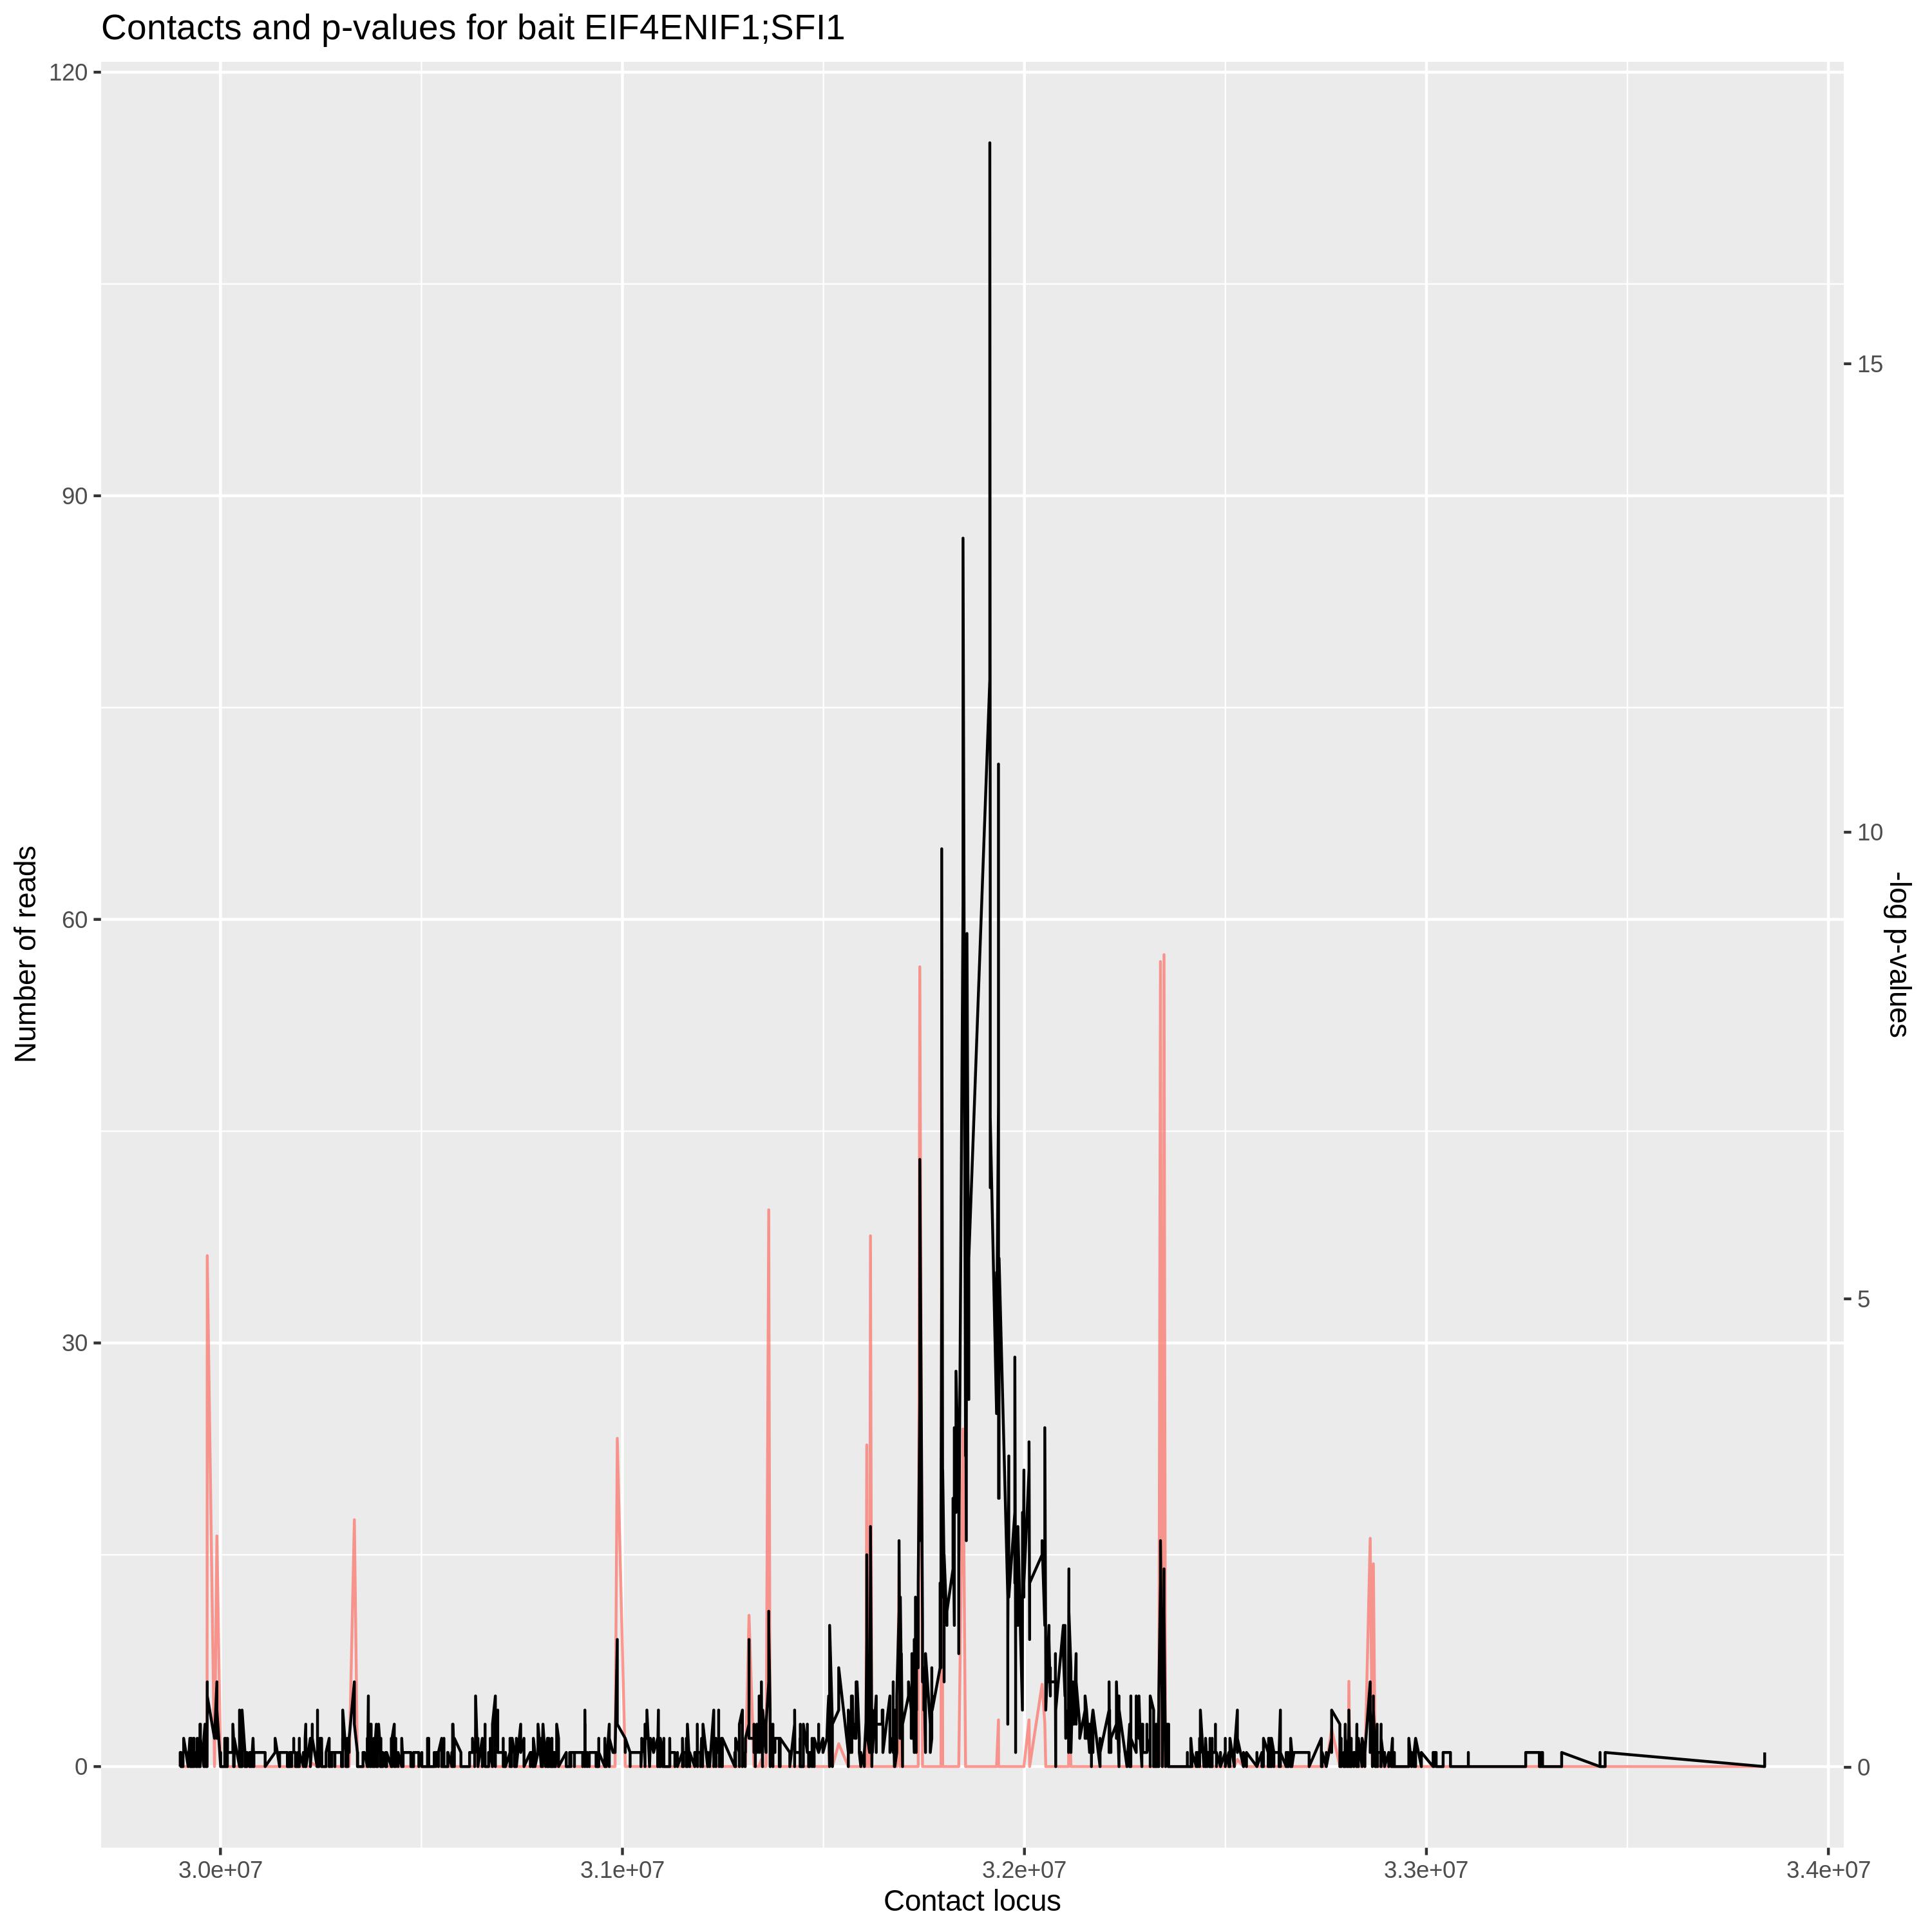 Contacts and p-values for bait EIF4ENIF1;SFI1
120
90
60
30
0
Number of reads
15
10
5
0
-log p-values
3.0e+07
3.1e+07
3.2e+07
3.3e+07
3.4e+07
Contact locus